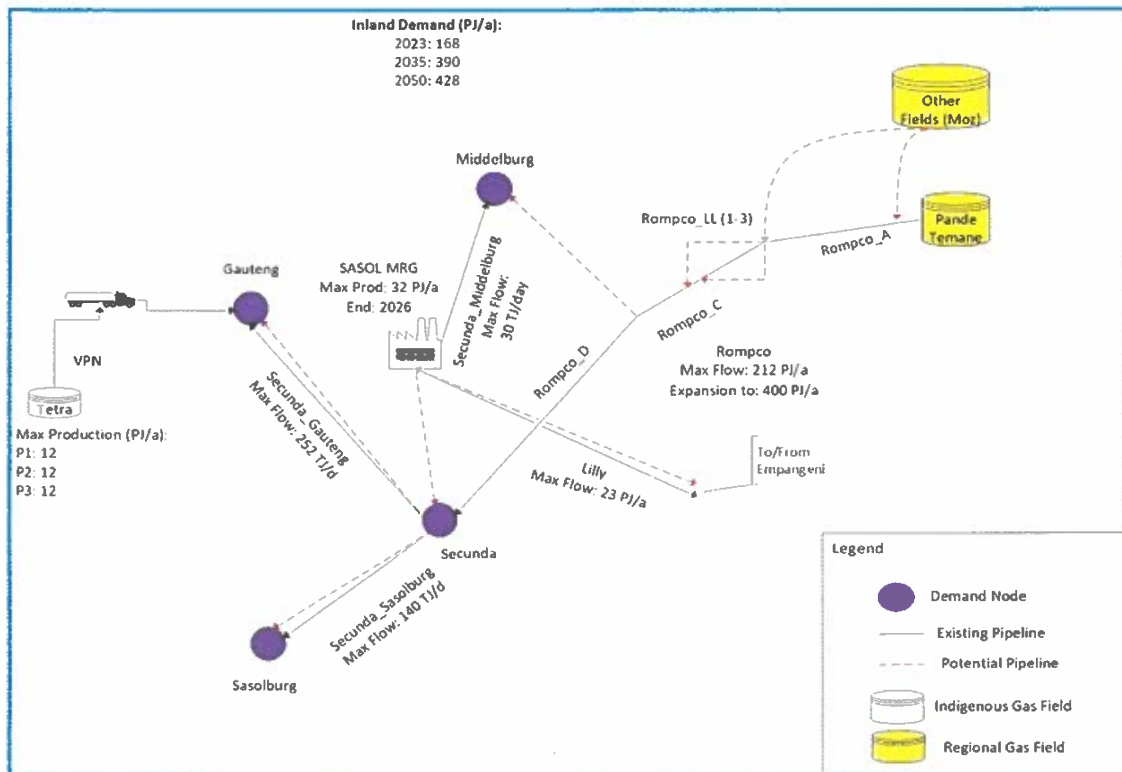 Inland Demand (PJ/a):
2023: 168
2035: 390
2050: 428
Other
Fields (Moz)
Middelburg
Rompco_LL (1-3)
Pande
Temane
Rompco_A
Gauteng
SASOL MRG
Max Prod: 32 PJ/a
End: 2026
Secunda_Middelburg
Max Flow:
30 TJ/day
Rompco_C
Rompco_D
Rompco
Max Flow: 212 PJ/a
Expansion to: 400 PJ/a
VPN
Tetra
Max Production (PJ/a):
P1: 12
P2: 12
P3: 12
Secunda_Gauteng
Max Flow: 252 TJ/d
Lilly
Max Flow: 23 PJ/a
To/From
Empangeni
Secunda
Secunda_Sasolburg
Max Flow: 140 TJ/d
Sasolburg
Legend
Demand Node
Existing Pipeline
Potential Pipeline
Indigenous Gas Field
Regional Gas Field